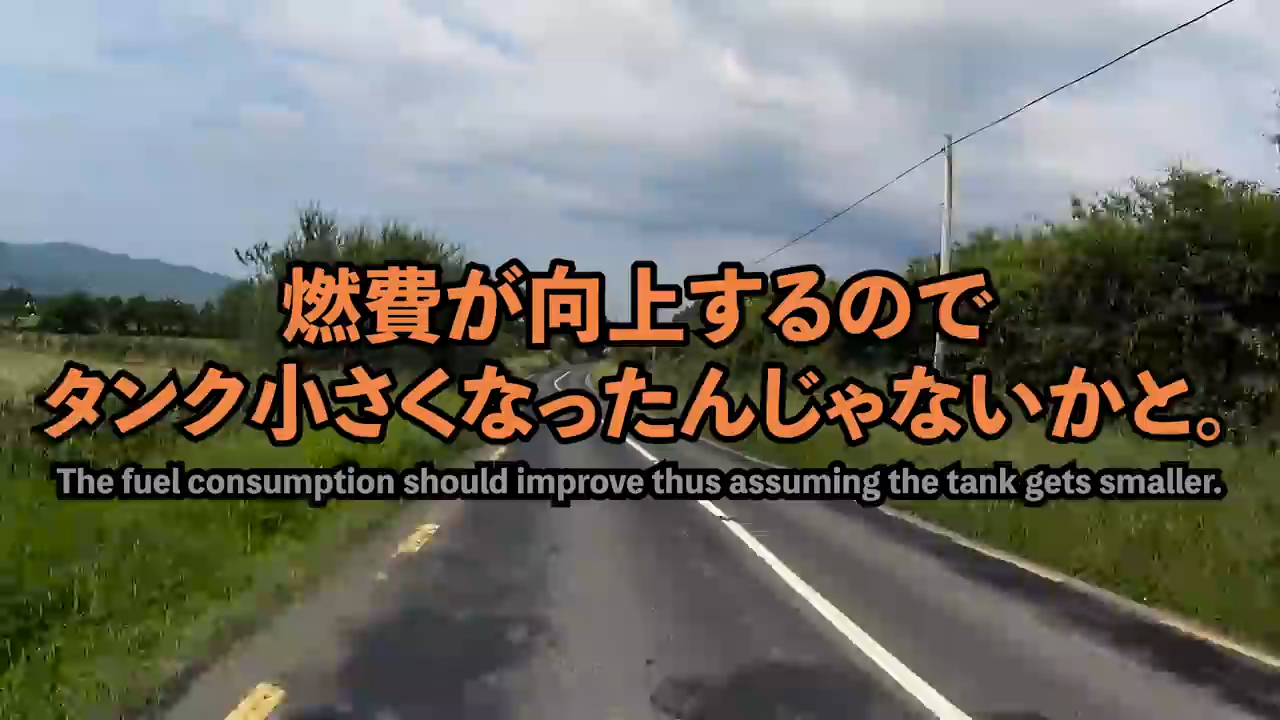 燃費が向上するので
タンク小さくなったんじゃないかと。
The fuel consumption should improve thus assuming the tank gets smaller.